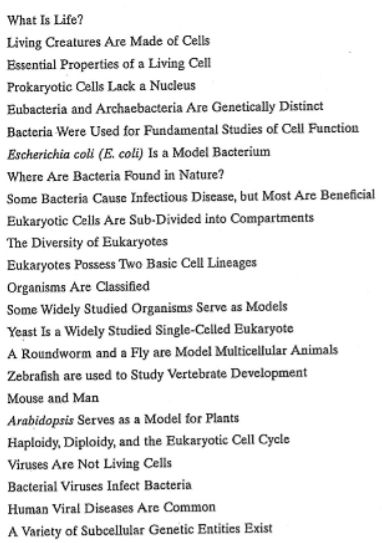 What Is Life?
Living Creatures Are Made of Cells
Essential Properties of a Living Cell
Prokaryotic Cells Lack a Nucleus
Eubacteria and Archaebacteria Are Genetically Distinct
Bacteria Were Used for Fundamental Studies of Cell Function
Escherichia coli (E. coli) Is a Model Bacterium
Where Are Bacteria Found in Nature?
Some Bacteria Cause Infectious Disease, but Most Are Beneficial
Eukaryotic Cells Are Sub-Divided into Compartments
The Diversity of Eukaryotes
Eukaryotes Possess Two Basic Cell Lineages
Organisms Are Classified
Some Widely Studied Organisms Serve as Models
Yeast Is a Widely Studied Single-Celled Eukaryote
A Roundworm and a Fly are Model Multicellular Animals
Zebrafish are used to Study Vertebrate Development
Mouse and Man
Arabidopsis Serves as a Model for Plants
Haploidy, Diploidy, and the Eukaryotic Cell Cycle
Viruses Are Not Living Cells
Bacterial Viruses Infect Bacteria
Human Viral Diseases Are Common
A Variety of Subcellular Genetic Entities Exist